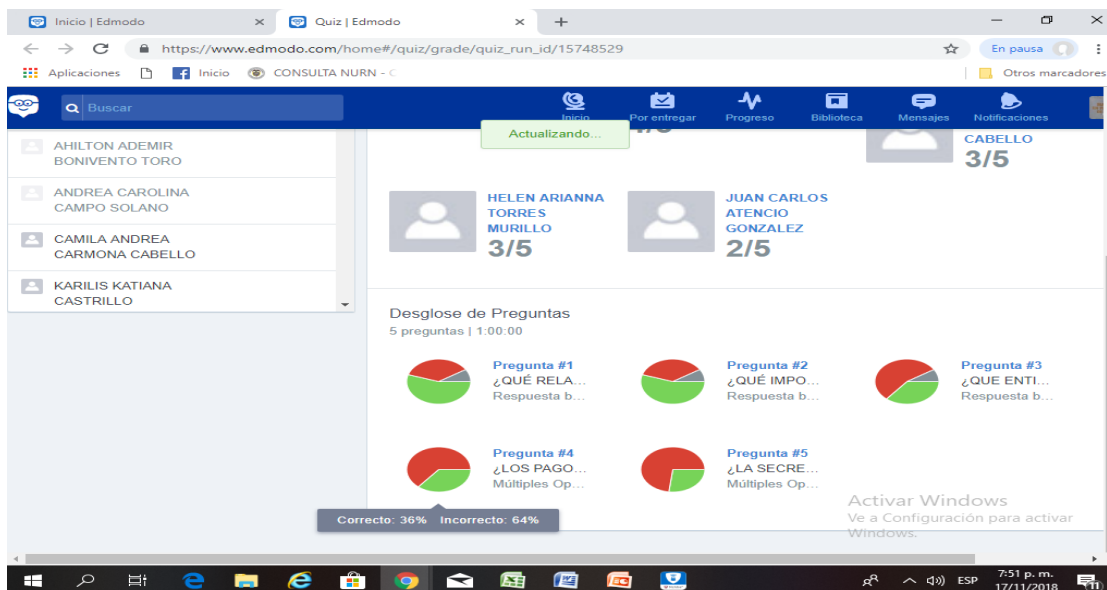 Inicio | Edmodo
Quiz | Edmodo
https://www.edmodo.com/home#/quiz/grade/quiz_run_id/15748529
En pausa
Aplicaciones
Inicio
CONSULTA NURN - C
Otros marcadores
Buscar
Inicio
Por entregar
Progreso
Biblioteca
Mensajes
Notificaciones
Actualizando...
AHILTON ADEMIR
BONIVENTO TORO
ANDREA CAROLINA
CAMPO SOLANO
CAMILA ANDREA
CARMONA CABELLO
KARILIS KATIANA
CASTRILLO
CABELLO
3/5
HELEN ARIANNA
TORRES
MURILLO
3/5
JUAN CARLOS
ATENCIO
GONZALEZ
2/5
Desglose de Preguntas
5 preguntas | 1:00:00
Pregunta #1
¿QUÉ RELA...
Respuesta b...
Pregunta #2
¿QUÉ IMPO...
Respuesta b...
Pregunta #3
¿QUE ENTI...
Respuesta b...
Pregunta #4
¿LOS PAGO...
Múltiples Op...
Pregunta #5
¿LA SECRE...
Múltiples Op...
Correcto: 36% Incorrecto: 64%
Activar Windows
Ve a Configuración para activar
Windows.
ESP
7:51 p. m.
17/11/2018